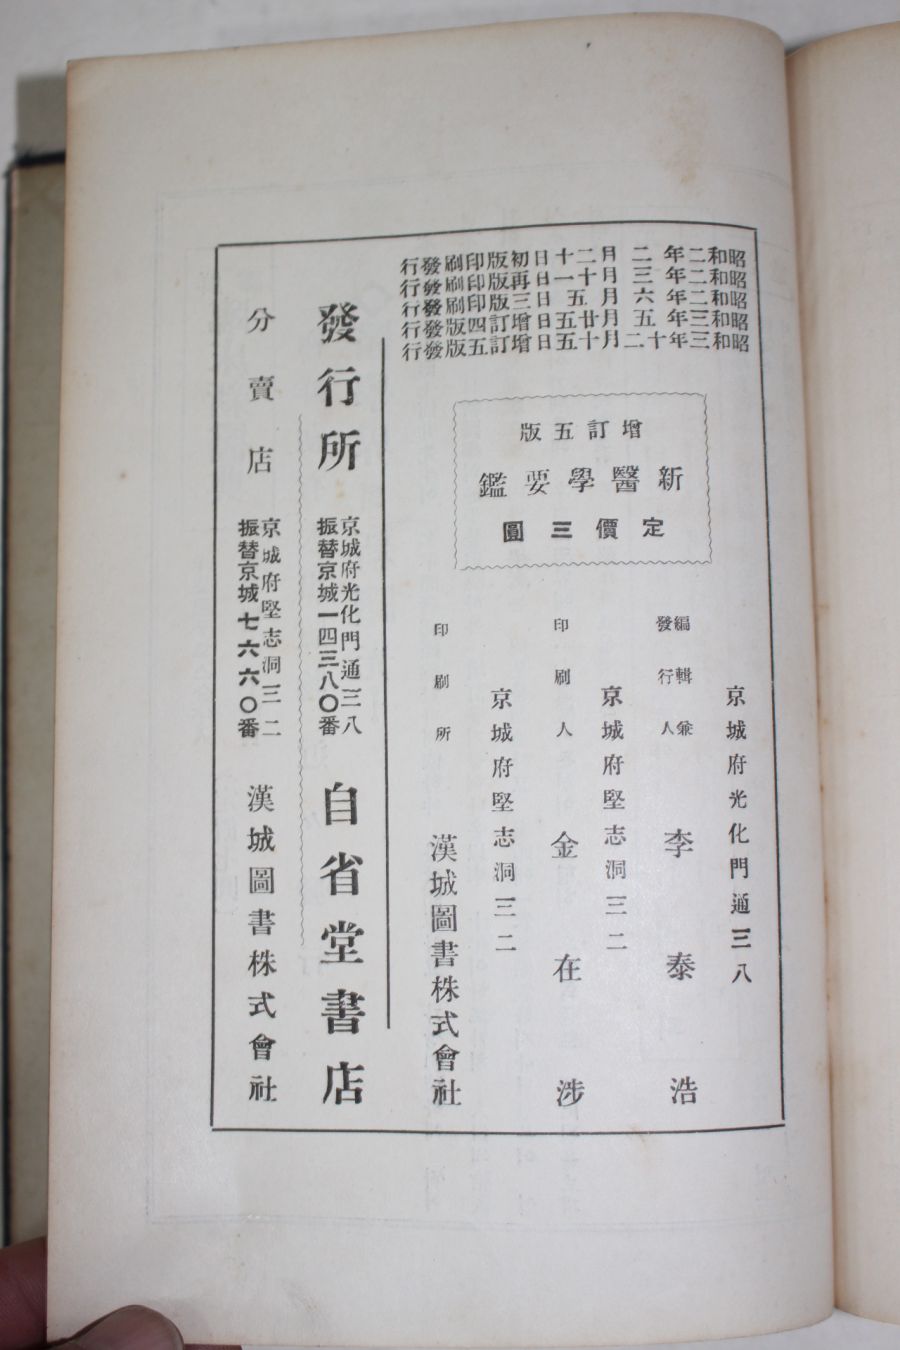 昭和二年二月二十日初版印刷發行
昭和二年三月十一日再版印刷發行
昭和二年六月五日三版印刷發行
昭和三年五月廿五日增訂四版發行
昭和三年十二月十五日增訂五版發行
增訂五版
新醫學要鑑
定價三圓
京城府光化門通三八
編輯兼
發行人
李泰浩
京城府堅志洞三二
印刷人
金在涉
京城府堅志洞三二
印刷所
漢城圖書株式會社
發行所
京城府光化門通三八
振替京城一四三八〇番
自省堂書店
分賣店
京城府堅志洞三二
振替京城七六六〇番
漢城圖書株式會社